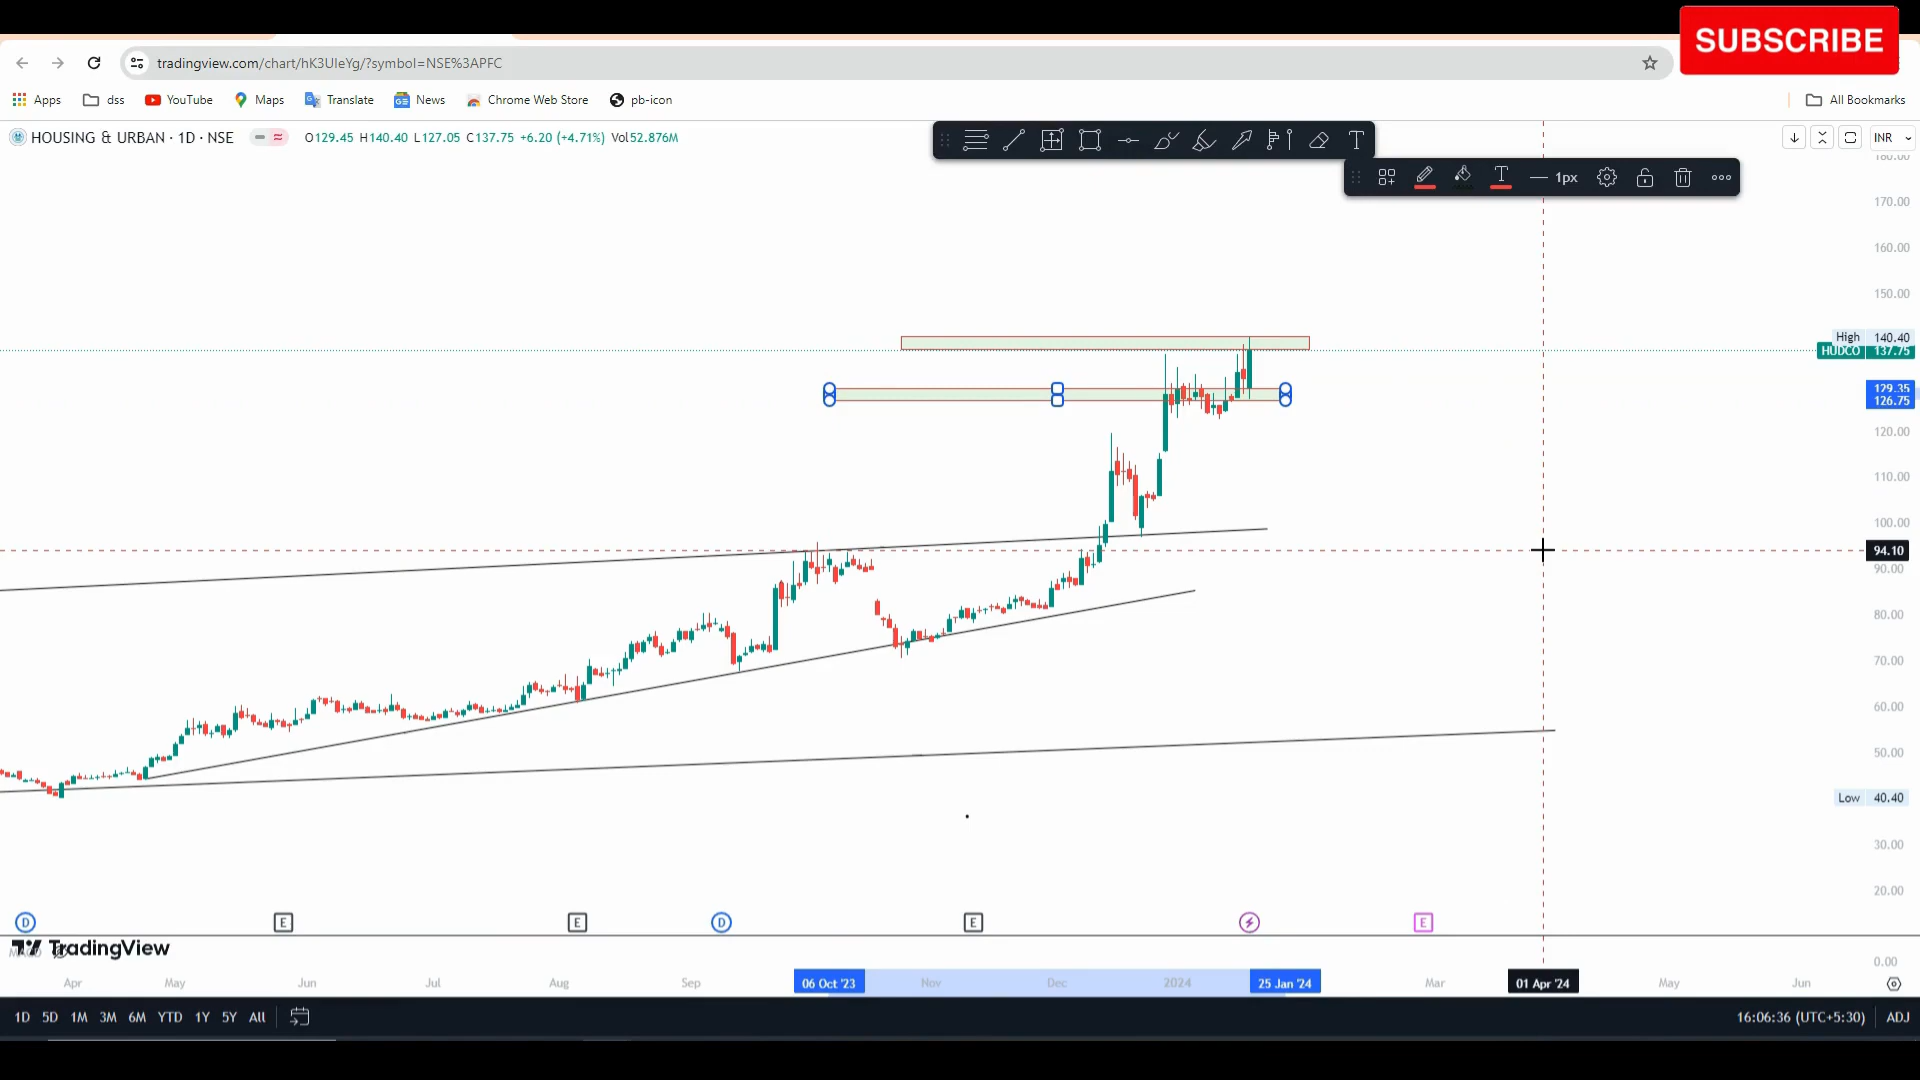 SUBSCRIBE
tradingview.com/chart/hK3UIeYg/?symbol=NSE%3APFC
Apps dss YouTube Maps Translate News Chrome Web Store pb-icon All Bookmarks
HOUSING & URBAN · 1D · NSE O129.45 H140.40 L127.05 C137.75 +6.20 (+4.71%) Vol52.876M INR
180.00
1px
170.00
160.00
150.00
High 140.40
HUDCO 137.75
129.35
126.75
120.00
110.00
100.00
94.10
90.00
80.00
70.00
60.00
50.00
Low 40.40
30.00
20.00
D E E D E E
TradingView
0.00
Apr May Jun Jul Aug Sep 06 Oct '23 Nov Dec 2024 25 Jan '24 Mar 01 Apr '24 May Jun
1D 5D 1M 3M 6M YTD 1Y 5Y All 16:06:36 (UTC+5:30) ADJ